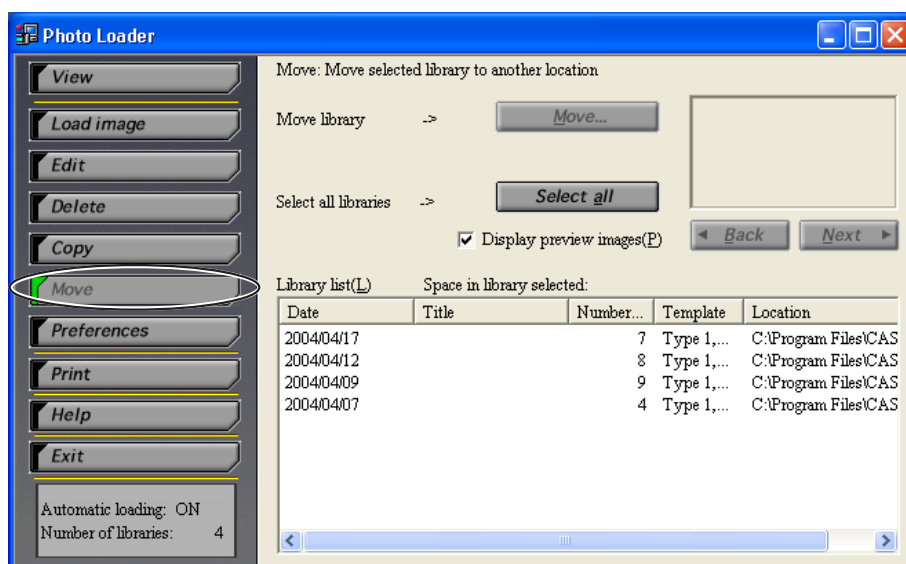 Photo Loader
View
Load image
Edit
Delete
Copy
Move
Preferences
Print
Help
Exit
Automatic loading: ON
Number of libraries: 4
Move: Move selected library to another location
Move library -> Move...
Select all libraries -> Select all
Display preview images(P)
Back Next
Library list(L) Space in library selected:
Date Title Number... Template Location
2004/04/17 7 Type 1,... C:\Program Files\CAS
2004/04/12 8 Type 1,... C:\Program Files\CAS
2004/04/09 9 Type 1,... C:\Program Files\CAS
2004/04/07 4 Type 1,... C:\Program Files\CAS